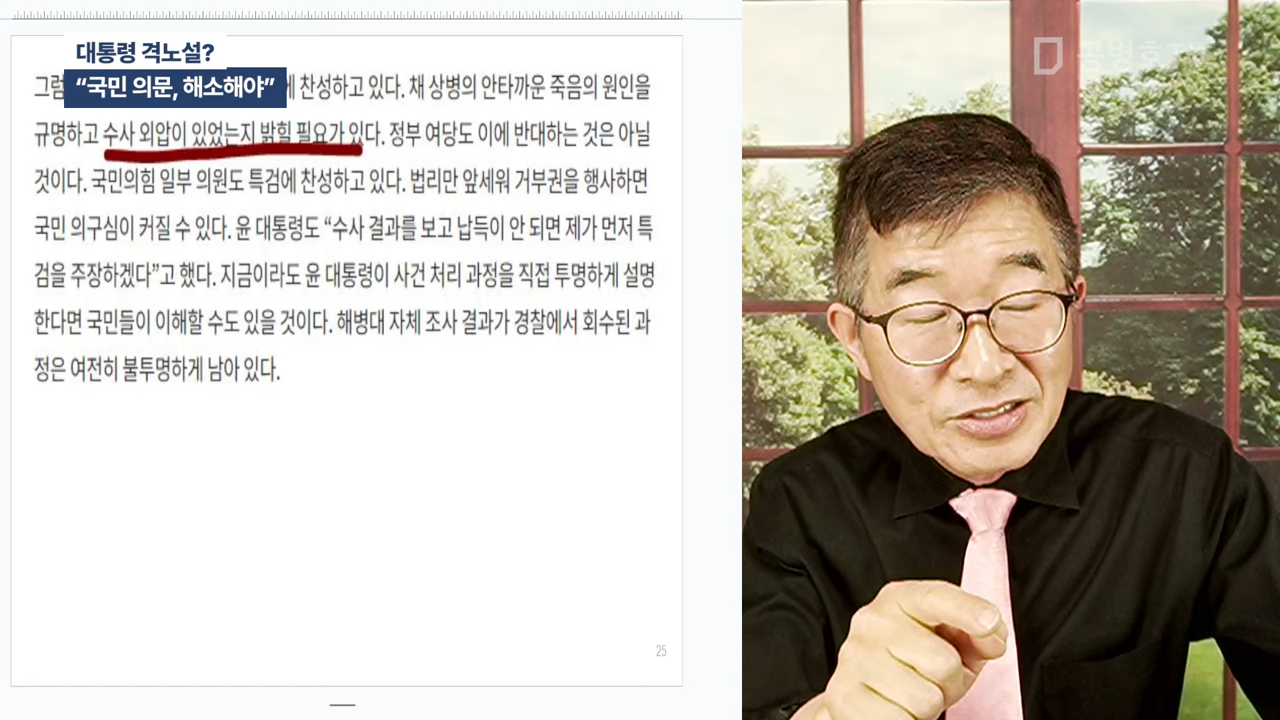 대통령 격노설?
“국민 의문, 해소해야”
그럼 에 찬성하고 있다. 채 상병의 안타까운 죽음의 원인을
규명하고 수사 외압이 있었는지 밝힐 필요가 있다. 정부 여당도 이에 반대하는 것은 아닐
것이다. 국민의힘 일부 의원도 특검에 찬성하고 있다. 법리만 앞세워 거부권을 행사하면
국민 의구심이 커질 수 있다. 윤 대통령도 “수사 결과를 보고 납득이 안 되면 제가 먼저 특
검을 주장하겠다”고 했다. 지금이라도 윤 대통령이 사건 처리 과정을 직접 투명하게 설명
한다면 국민들이 이해할 수도 있을 것이다. 해병대 자체 조사 결과가 경찰에서 회수된 과
정은 여전히 불투명하게 남아 있다.
25
공병호TV